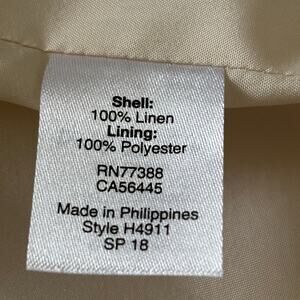 Shell:
100% Linen
Lining:
100% Polyester
RN77388
CA56445
Made in Philippines
Style H4911
SP 18